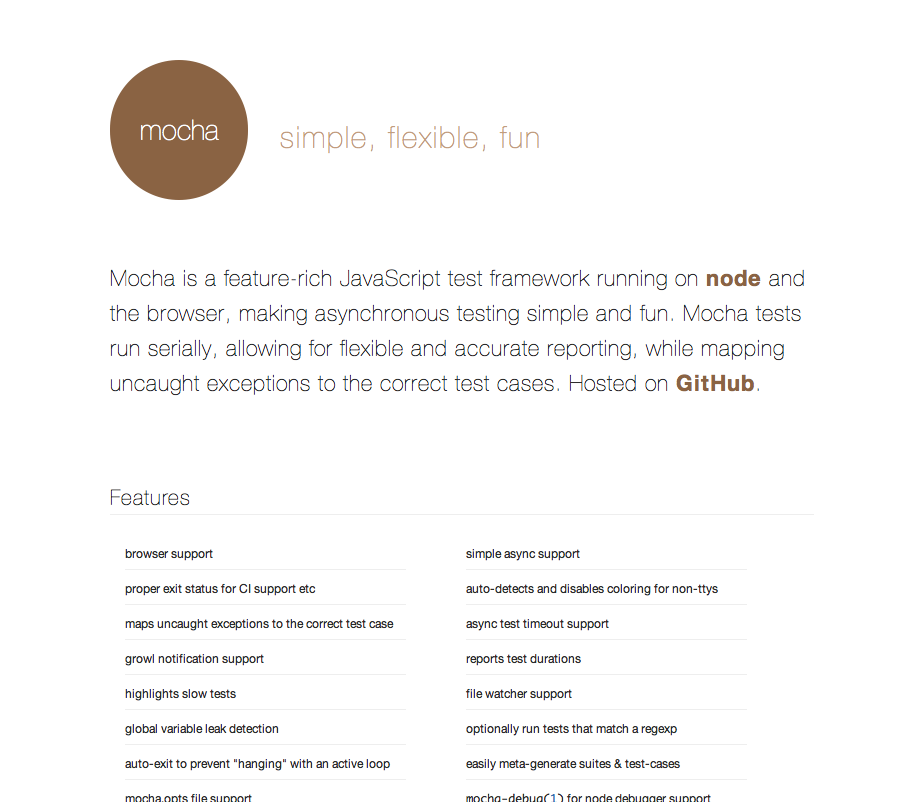 mocha
simple, flexible, fun
Mocha is a feature-rich JavaScript test framework running on node and
the browser, making asynchronous testing simple and fun. Mocha tests
run serially, allowing for flexible and accurate reporting, while mapping
uncaught exceptions to the correct test cases. Hosted on GitHub.
Features
browser support
proper exit status for CI support etc
maps uncaught exceptions to the correct test case
growl notification support
highlights slow tests
global variable leak detection
auto-exit to prevent "hanging" with an active loop
mocha.opts file support
simple async support
auto-detects and disables coloring for non-ttys
async test timeout support
reports test durations
file watcher support
optionally run tests that match a regexp
easily meta-generate suites & test-cases
mocha-debug(1) for node debugger support